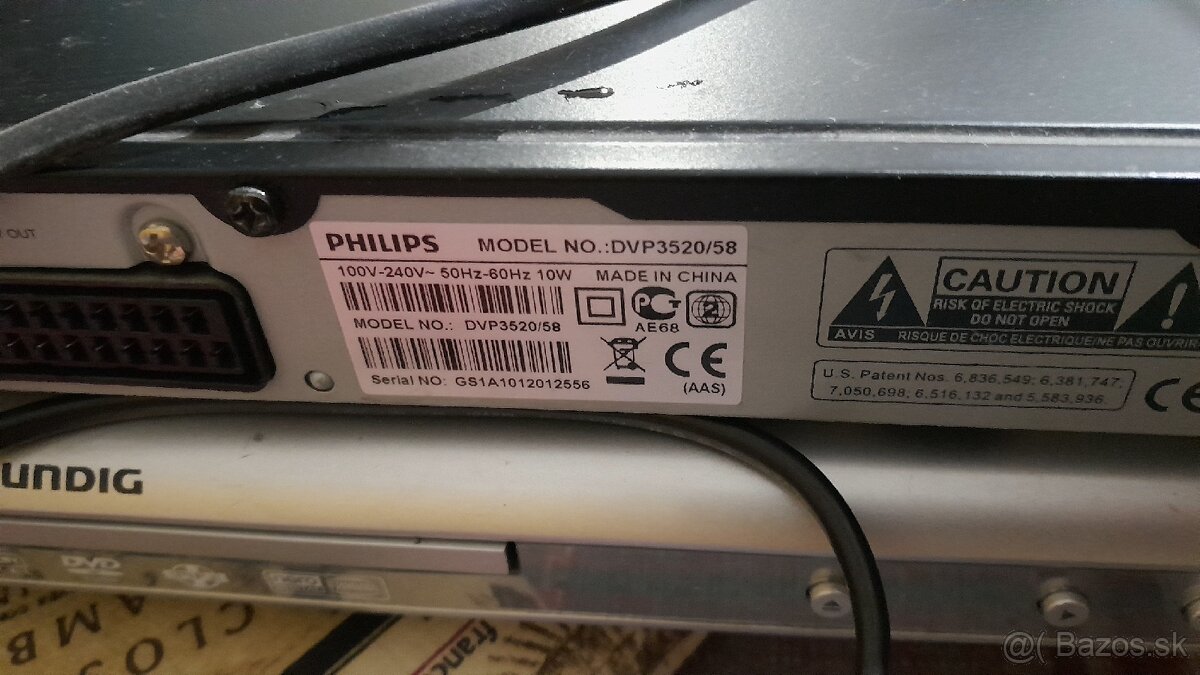 OUT
PHILIPS MODEL NO.:DVP3520/58
100V-240V~ 50Hz-60Hz 10W MADE IN CHINA
MODEL NO.: DVP3520/58
AE68
Serial NO: GS1A1012012556
(AAS)
CAUTION
RISK OF ELECTRIC SHOCK
DO NOT OPEN
AVIS RISQUE DE CHOC ELECTRIQUE/NE PAS OUVRIR
U.S. Patent Nos. 6,836,549; 6,381,747;
7,050,698; 6,516,132 and 5,583,936.
CE
CE
UNDIG
DVD
CLOS
AMB
franc
@( Bazos.sk